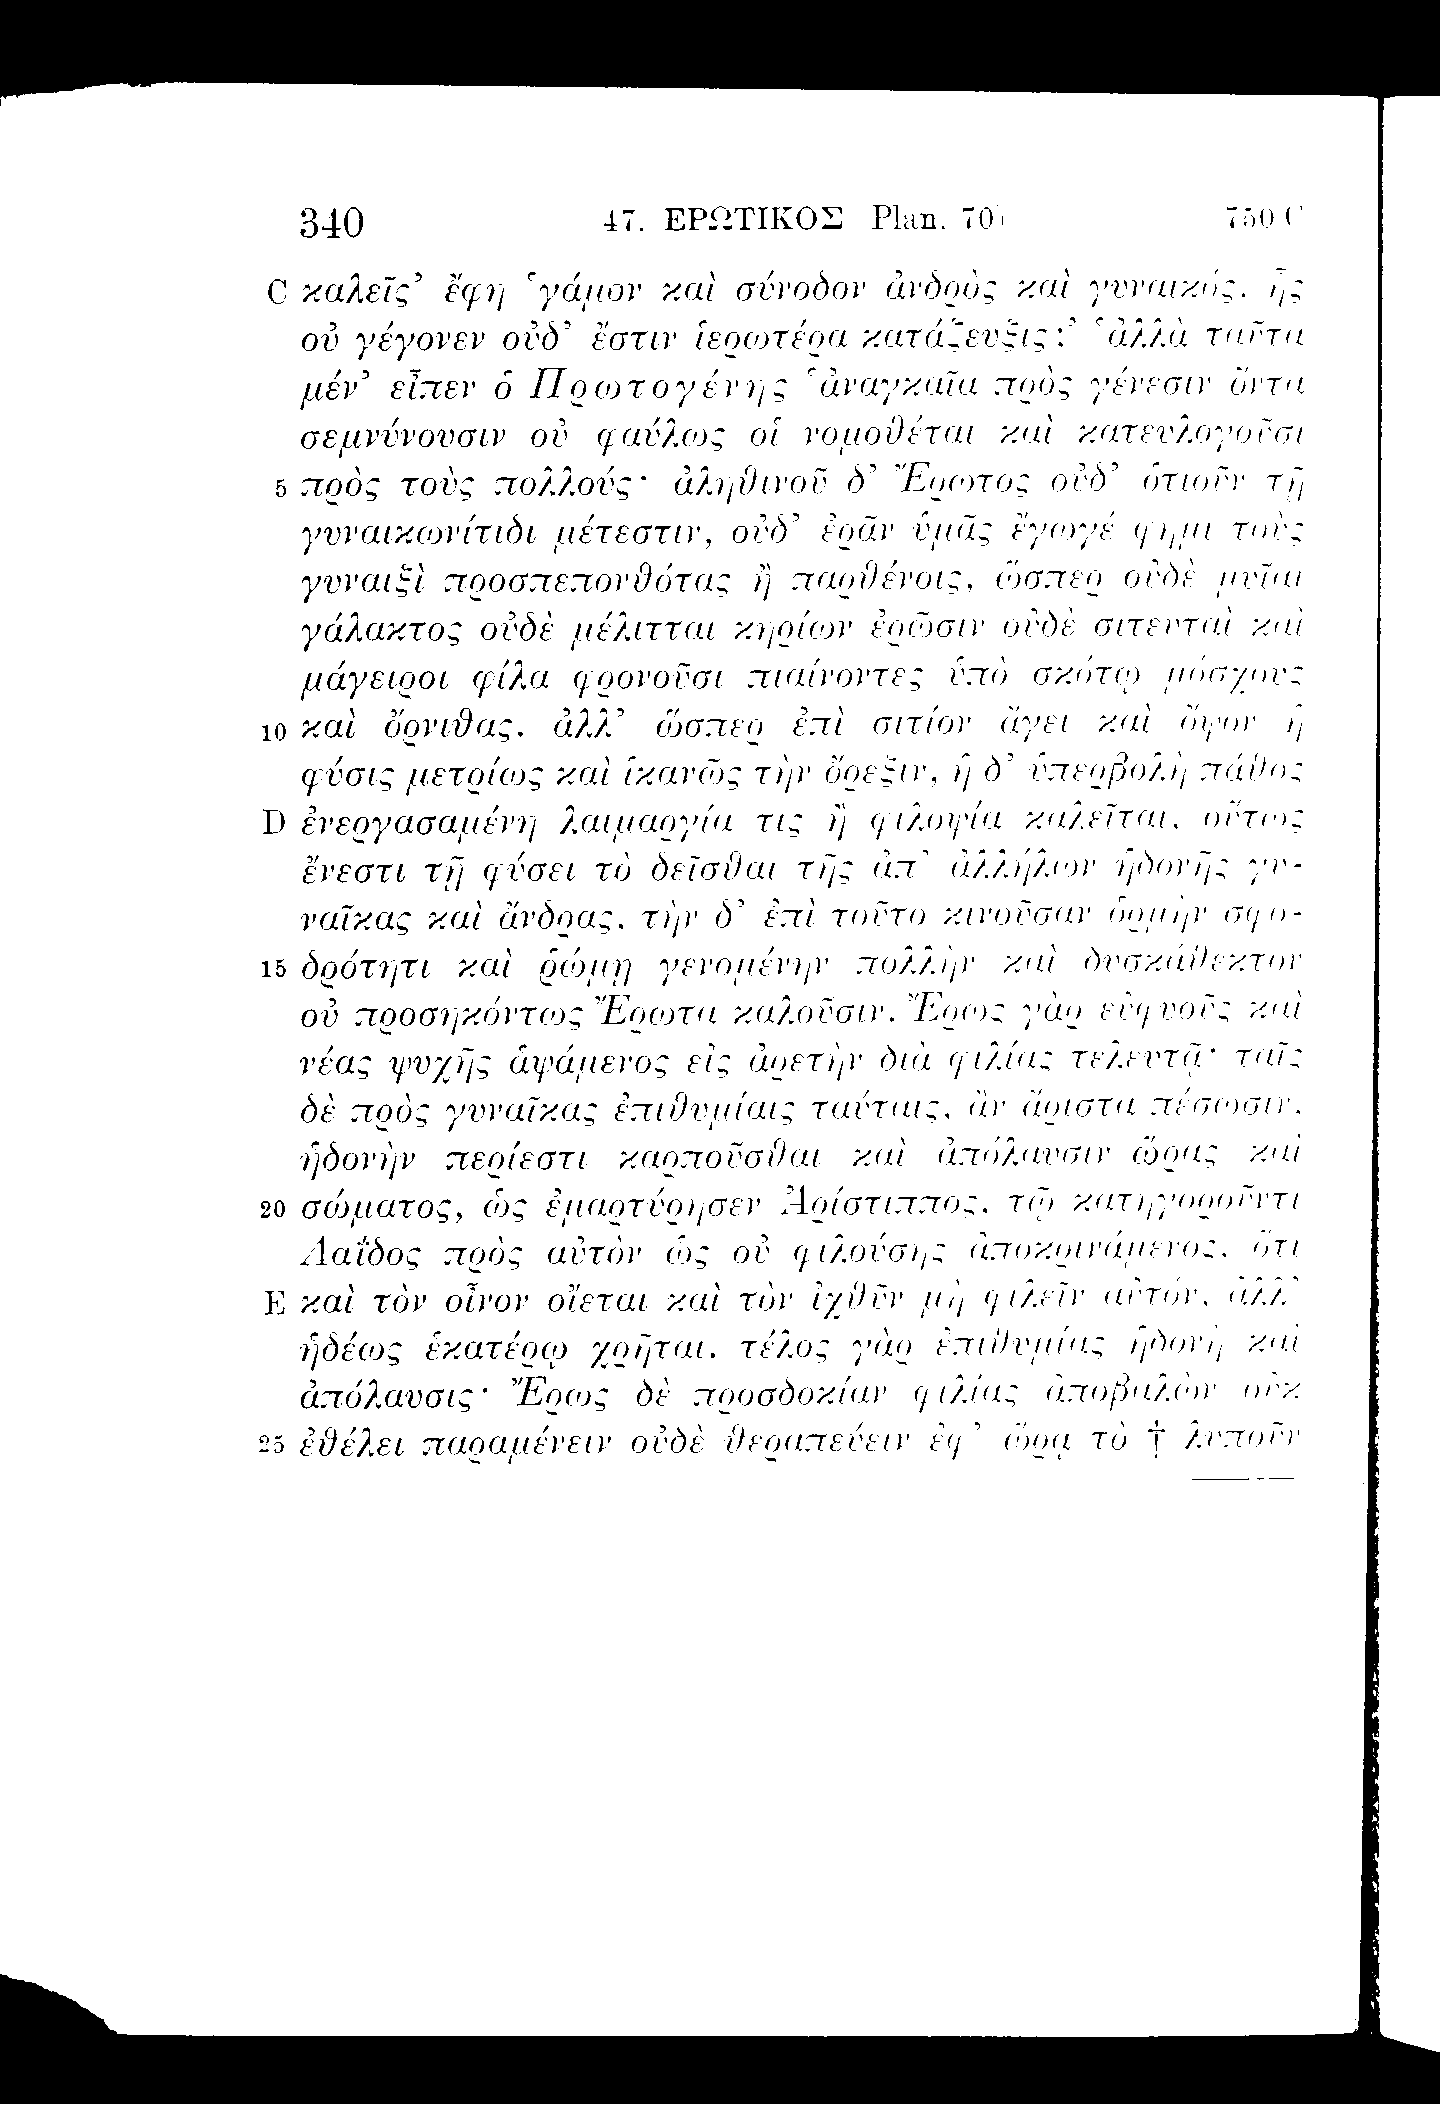 340 47. ΕΡΩΤΙΚΟΣ Plan. 70 750 C
C καλεῖς’ ἔφη ‘γάμον καὶ σύνοδον ἀνδρὸς καὶ γυναικός, ἧς
οὐ γέγονεν οὐδ’ ἔστιν ἱερωτέρα κατάζευξις;’ ‘ἀλλὰ ταῦτα
μέν’ εἶπεν ὁ Πρωτογένης ‘ἀναγκαῖα πρὸς γένεσιν ὄντα
σεμνύνουσιν οὐ φαύλως οἱ νομοθέται καὶ κατευλογοῦσι
5 πρὸς τοὺς πολλούς· ἀληθινοῦ δ’ Ἔρωτος οὐδ’ ὁτιοῦν τῇ
γυναικωνίτιδι μέτεστιν, οὐδ’ ἐρᾶν ὑμᾶς ἔγωγέ φημι τοὺς
γυναιξὶ προσπεπονθότας ἢ παρθένοις, ὥσπερ οὐδὲ μυῖαι
γάλακτος οὐδὲ μέλιτται κηρίων ἐρῶσιν οὐδὲ σιτευταὶ καὶ
μάγειροι φίλα φρονοῦσι πιαίνοντες ὑπὸ σκότῳ μόσχους
10 καὶ ὄρνιθας. ἀλλ’ ὥσπερ ἐπὶ σιτίον ἄγει καὶ ὄψον ἡ
φύσις μετρίως καὶ ἱκανῶς τὴν ὄρεξιν, ἡ δ’ ὑπερβολὴ πάθος
D ἐνεργασαμένη λαιμαργία τις ἢ φιλοψία καλεῖται, οὕτως
ἔνεστι τῇ φύσει τὸ δεῖσθαι τῆς ἀπ’ ἀλλήλων ἡδονῆς γυ-
ναῖκας καὶ ἄνδρας, τὴν δ’ ἐπὶ τοῦτο κινοῦσαν ὁρμὴν σφο-
15 δρότητι καὶ ῥώμῃ γενομένην πολλὴν καὶ δυσκάθεκτον
οὐ προσηκόντως Ἔρωτα καλοῦσιν. Ἔρως γὰρ εὐφυοῦς καὶ
νέας ψυχῆς ἁψάμενος εἰς ἀρετὴν διὰ φιλίας τελευτᾷ· ταῖς
δὲ πρὸς γυναῖκας ἐπιθυμίαις ταύταις, ἂν ἄριστα πέσωσιν,
ἡδονὴν περίεστι καρποῦσθαι καὶ ἀπόλαυσιν ὥρας καὶ
20 σώματος, ὡς ἐμαρτύρησεν Ἀρίστιππος, τῷ κατηγοροῦντι
Λαΐδος πρὸς αὐτὸν ὡς οὐ φιλούσης ἀποκρινάμενος, ὅτι
E καὶ τὸν οἶνον οἴεται καὶ τὸν ἰχθῦν μὴ φιλεῖν αὐτόν, ἀλλ’
ἡδέως ἑκατέρῳ χρῆται. τέλος γὰρ ἐπιθυμίας ἡδονὴ καὶ
ἀπόλαυσις· Ἔρως δὲ προσδοκίαν φιλίας ἀποβαλὼν οὐκ
25 ἐθέλει παραμένειν οὐδὲ θεραπεύειν ἐφ’ ὥρᾳ τὸ † λυποῦν